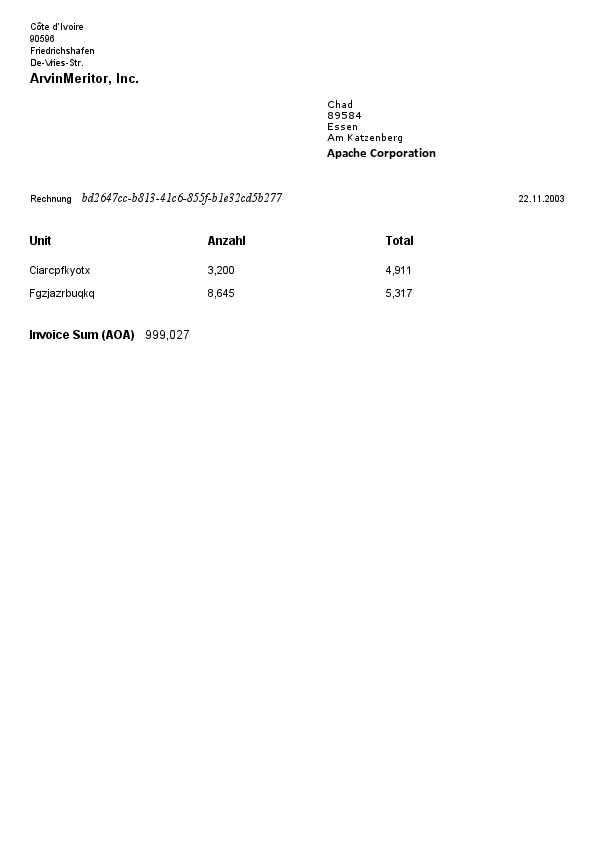 Côte d'Ivoire
90596
Friedrichshafen
De-Vries-Str.
ArvinMeritor, Inc.
Chad
89584
Essen
Am Katzenberg
Apache Corporation
Rechnung bd2647cc-b813-41c6-855f-b1e32cd5b277 22.11.2003
Unit Anzahl Total
Ciarcpfkyotx 3,200 4,911
Fgzjazrbuqkq 8,645 5,317
Invoice Sum (AOA) 999,027